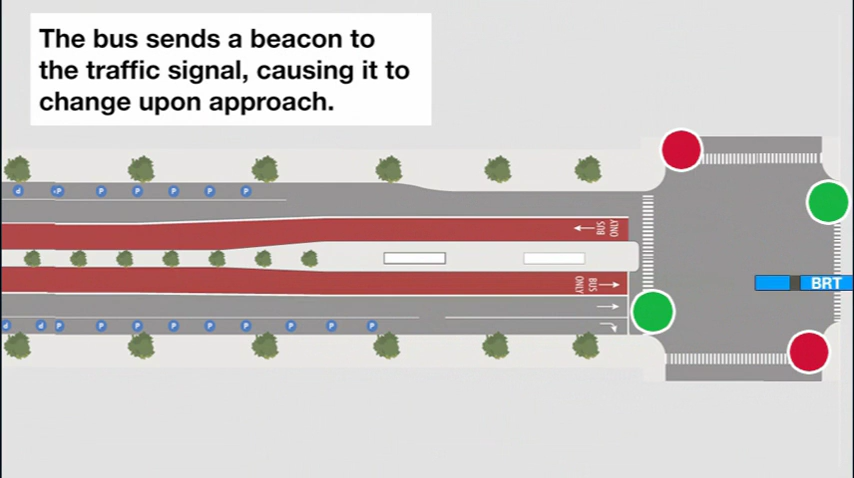 The bus sends a beacon to
the traffic signal, causing it to
change upon approach.
P P P P P P P
BUS ONLY
BRT
BUS ONLY
P P P P P P P P P P